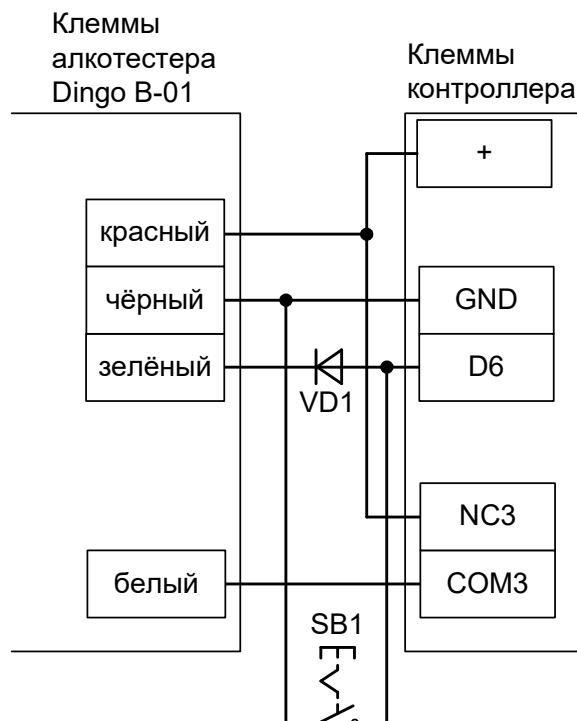 Клеммы
алкотестера
Dingo B-01
Клеммы
контроллера
+
красный
чёрный
GND
зелёный
D6
VD1
NC3
белый
COM3
SB1